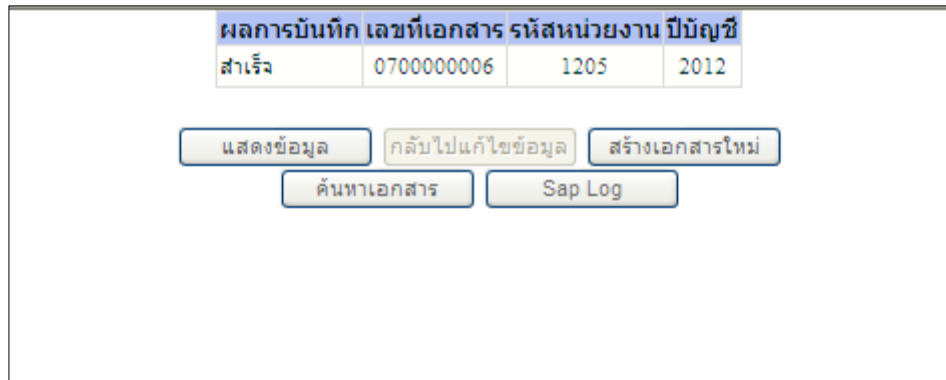 ผลการบันทึก เลขที่เอกสาร รหัสหน่วยงาน ปีบัญชี
สำเร็จ 0700000006 1205 2012
แสดงข้อมูล กลับไปแก้ไขข้อมูล สร้างเอกสารใหม่
ค้นหาเอกสาร Sap Log